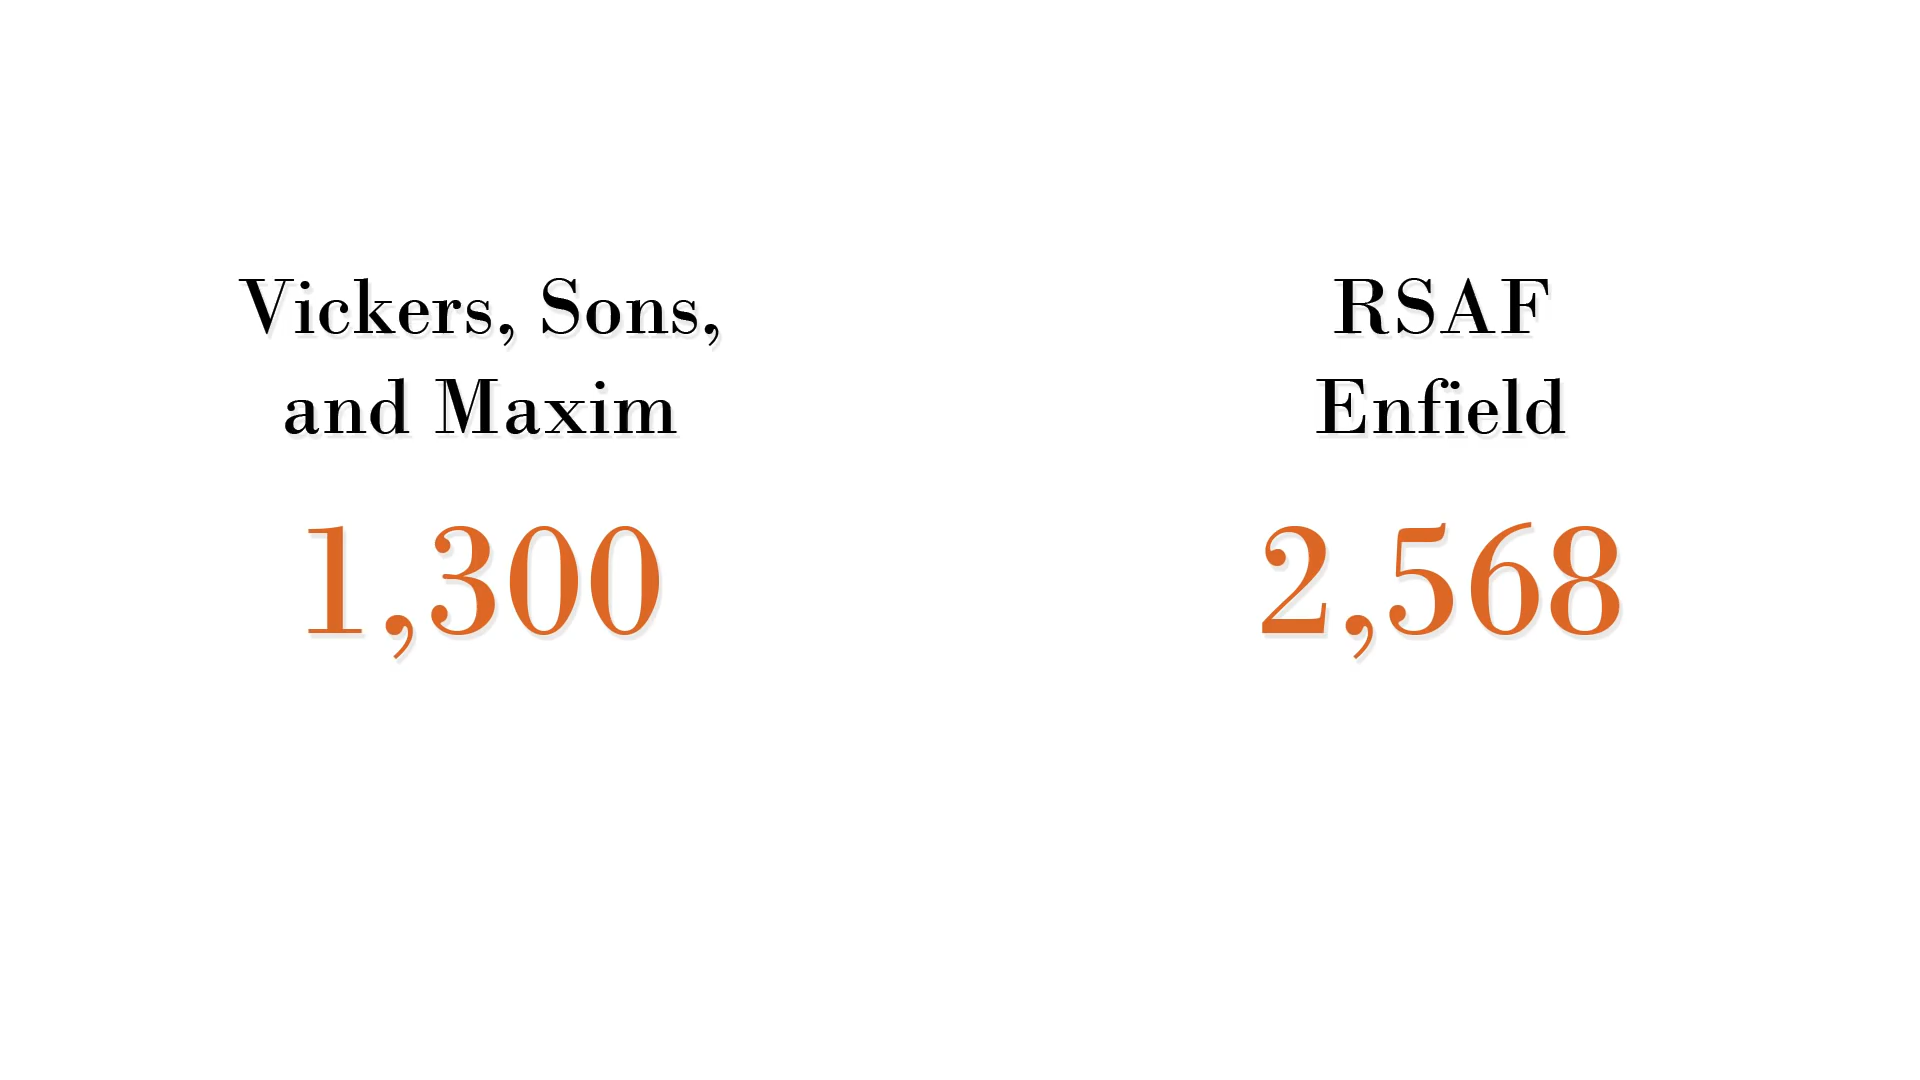 Vickers, Sons,
and Maxim
1,300
RSAF
Enfield
2,568